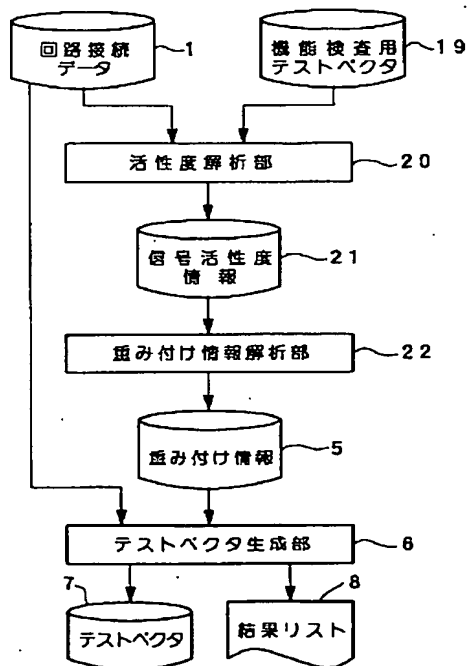 回路接続
データ
1
機能検査用
テストベクタ
19
活性度解析部
20
信号活性度
情報
21
重み付け情報解析部
22
重み付け情報
5
テストベクタ生成部
6
7
テストベクタ
8
結果リスト